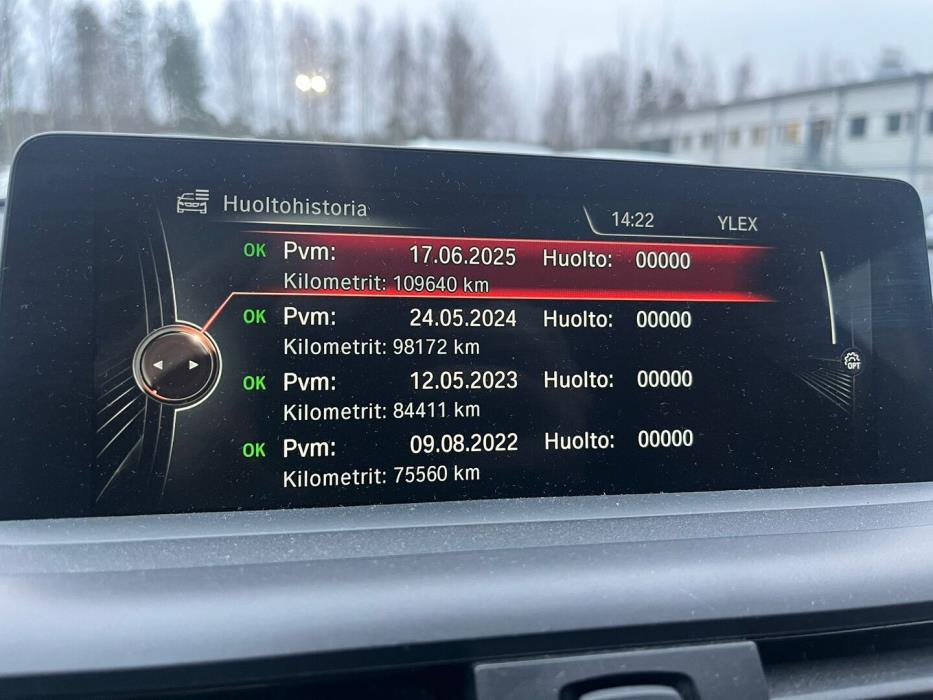 Huoltohistoria 14:22 YLEX
OK Pvm: 17.06.2025 Huolto: 00000
Kilometrit: 109640 km
OK Pvm: 24.05.2024 Huolto: 00000
Kilometrit: 98172 km
OPT
OK Pvm: 12.05.2023 Huolto: 00000
Kilometrit: 84411 km
OK Pvm: 09.08.2022 Huolto: 00000
Kilometrit: 75560 km